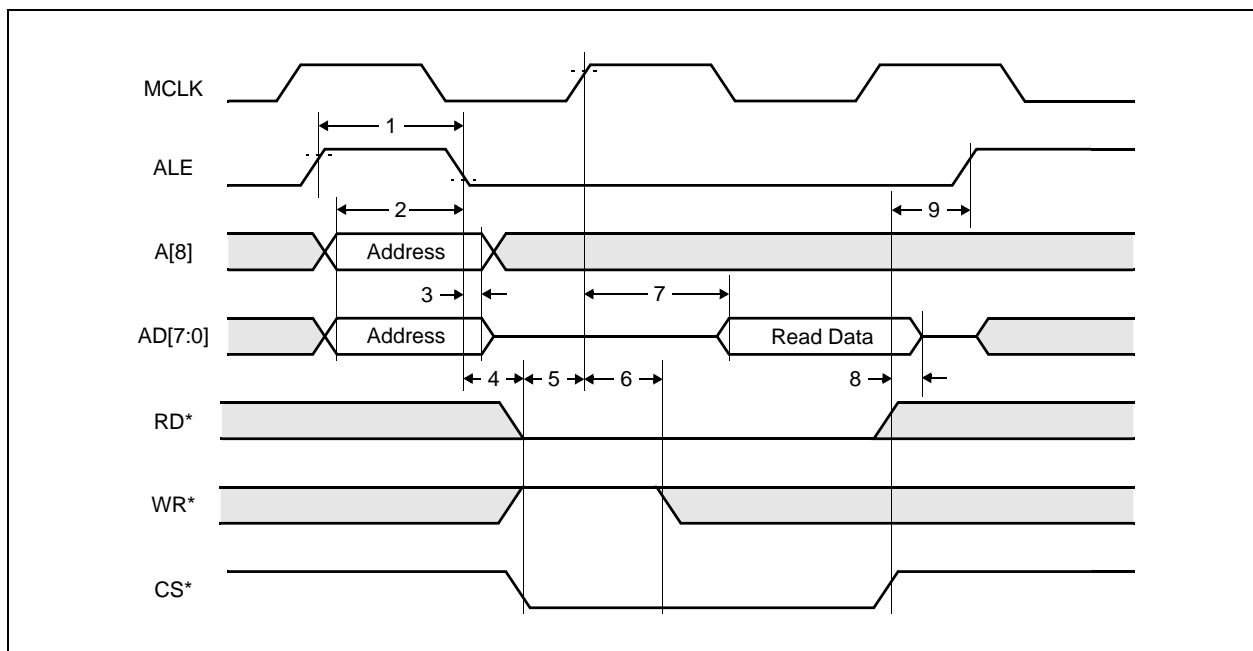 MCLK
1
ALE
2
9
A[8]
Address
3
7
AD[7:0]
Address
Read Data
4
5
6
8
RD*
WR*
CS*